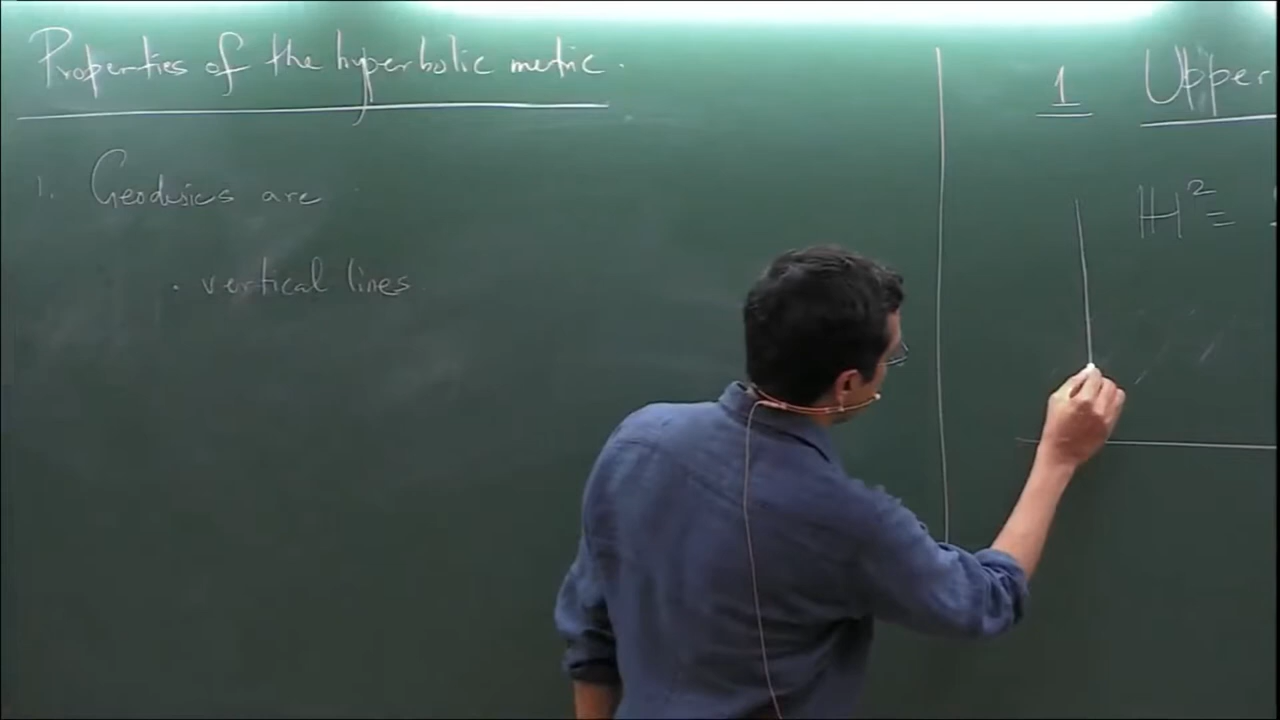 Properties of the hyperbolic metric.
1. Geodesics are
· vertical lines
1 Upper
ℍ² =